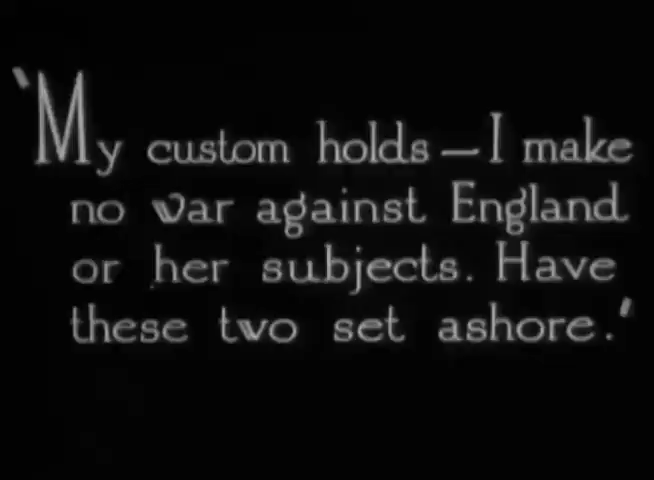 'My custom holds — I make
no war against England
or her subjects. Have
these two set ashore.'